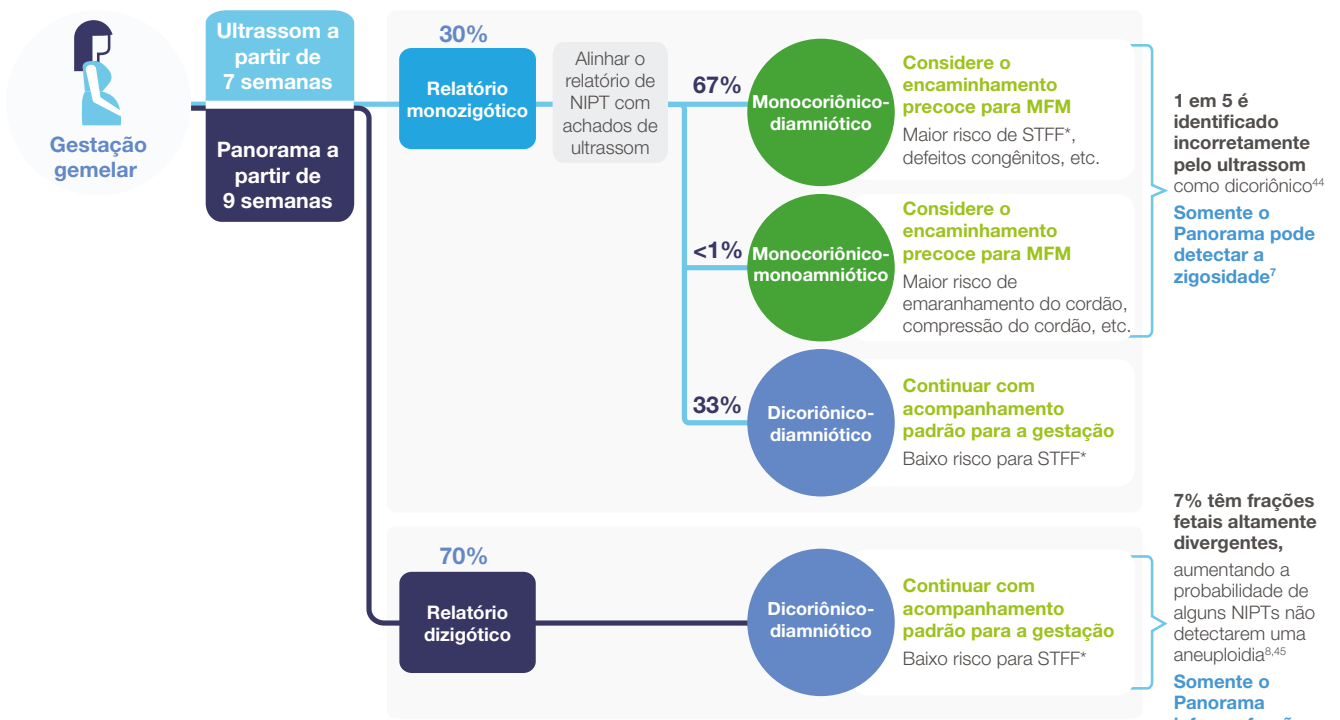 Gestação
gemelar
Ultrassom a
partir de
7 semanas
Panorama a
partir de
9 semanas
30%
Relatório
monozigótico
Alinhar o
relatório de
NIPT com
achados de
ultrassom
67%
Monocoriônico-
diamniótico
Considere o
encaminhamento
precoce para MFM
Maior risco de STFF*,
defeitos congênitos, etc.
<1%
Monocoriônico-
monoamniótico
Considere o
encaminhamento
precoce para MFM
Maior risco de
emaranhamento do cordão,
compressão do cordão, etc.
33%
Dicoriônico-
diamniótico
Continuar com
acompanhamento
padrão para a gestação
Baixo risco para STFF*
1 em 5 é
identificado
incorretamente
pelo ultrassom
como dicoriônico44
Somente o
Panorama pode
detectar a
zigosidade7
70%
Relatório
dizigótico
Dicoriônico-
diamniótico
Continuar com
acompanhamento
padrão para a gestação
Baixo risco para STFF*
7% têm frações
fetais altamente
divergentes,
aumentando a
probabilidade de
alguns NIPTs não
detectarem uma
aneuploidia8,45
Somente o
Panorama